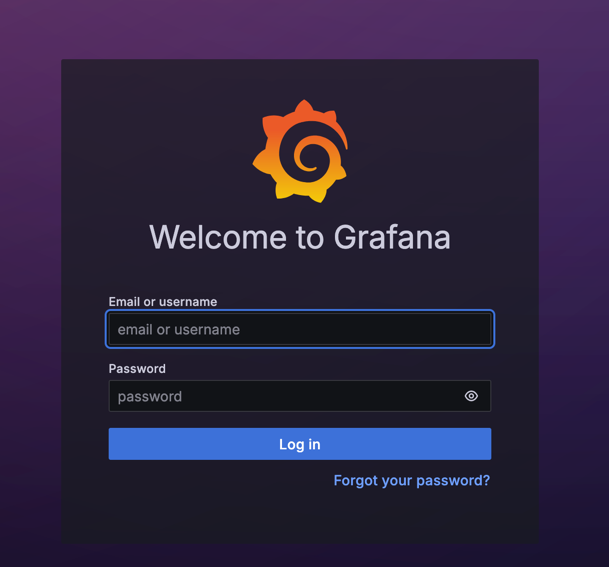 Welcome to Grafana
Email or username
email or username
Password
password
Log in
Forgot your password?